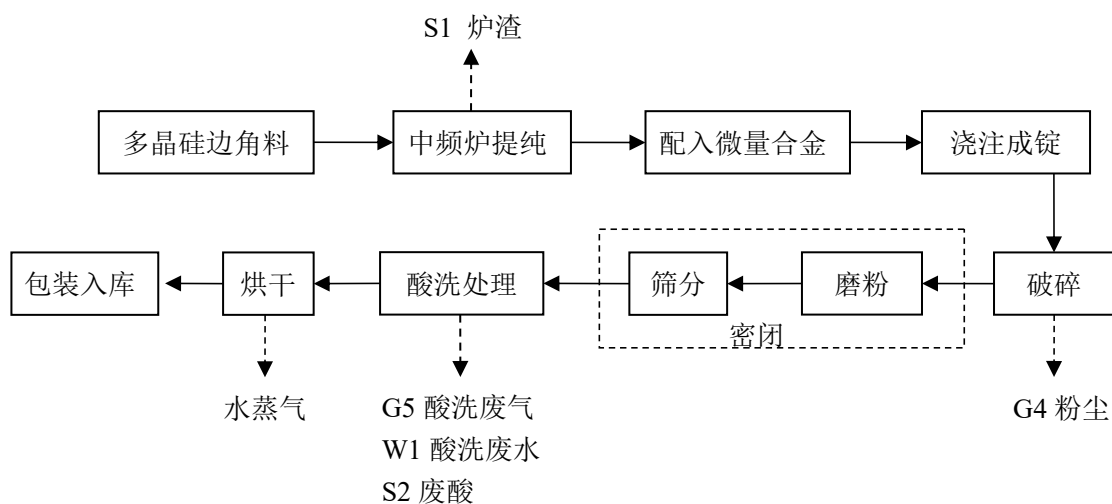 S1 炉渣
多晶硅边角料
中频炉提纯
配入微量合金
浇注成锭
包装入库
烘干
酸洗处理
筛分
磨粉
破碎
密闭
水蒸气
G5 酸洗废气
W1 酸洗废水
S2 废酸
G4 粉尘